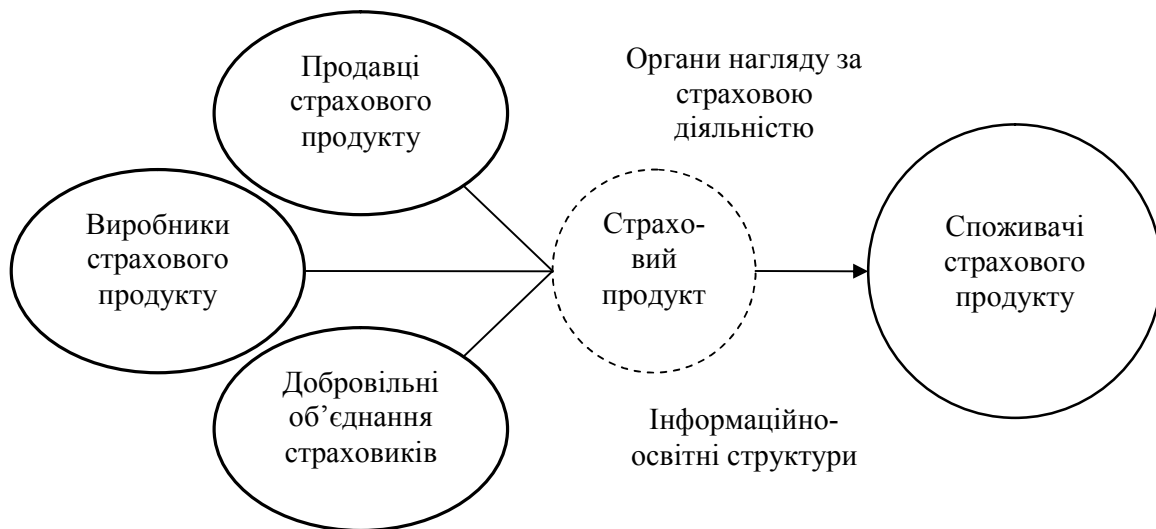 Продавці
страхового
продукту
Органи нагляду за
страховою
діяльністю
Виробники
страхового
продукту
Страхо-
вий
продукт
Споживачі
страхового
продукту
Добровільні
об’єднання
страховиків
Інформаційно-
освітні структури